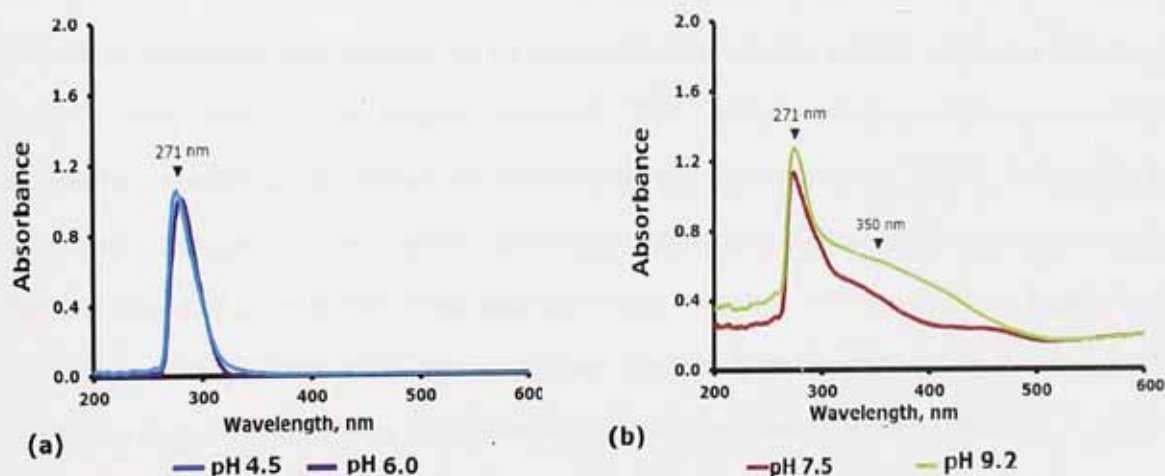 2.0
1.6
1.2
0.8
0.4
0.0
Absorbance
271 nm
200 300 400 500 600
Wavelength, nm
(a)
pH 4.5 pH 6.0
2.0
1.6
1.2
0.8
0.4
0.0
Absorbance
271 nm
350 nm
200 300 400 500 600
Wavelength, nm
(b)
pH 7.5 pH 9.2